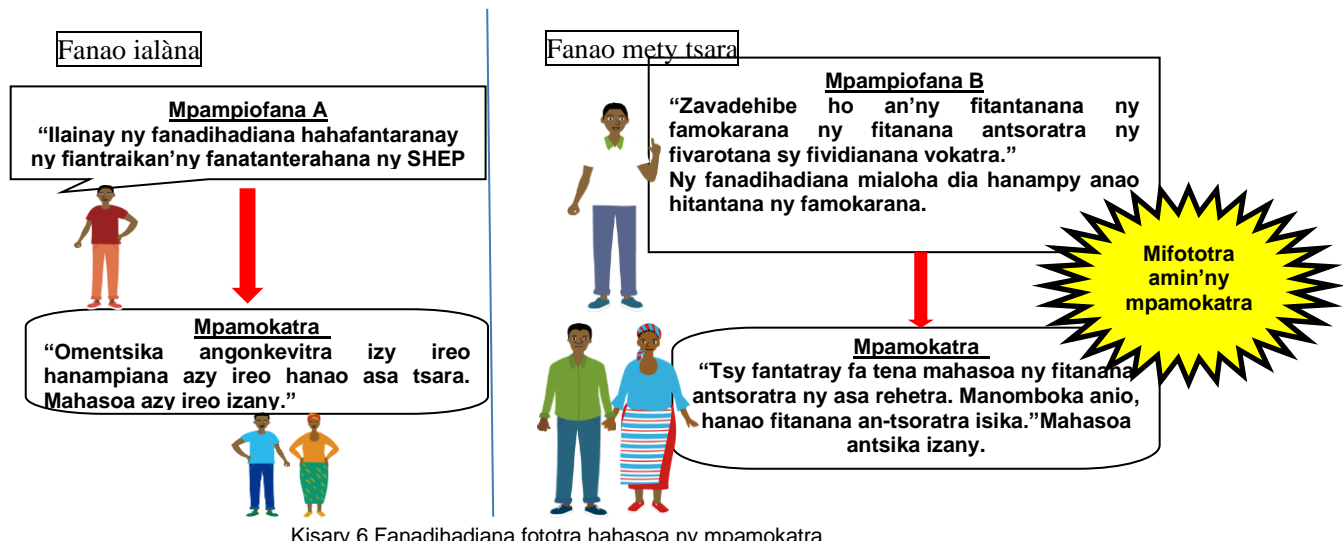 Fanao ialàna
Mpampiofana A
“Ilainay ny fanadihadiana hahafantaranay
ny fiantraikan’ny fanatanterahana ny SHEP
Mpamokatra
“Omentsika angonkevitra izy ireo
hanampiana azy ireo hanao asa tsara.
Mahasoa azy ireo izany.”
Fanao mety tsara
Mpampiofana B
“Zavadehibe ho an’ny fitantanana ny
famokarana ny fitanana antsoratra ny
fivarotana sy fividianana vokatra.”
Ny fanadihadiana mialoha dia hanampy anao
hitantana ny famokarana.
Mifototra
amin’ny
mpamokatra
Mpamokatra
“Tsy fantatray fa tena mahasoa ny fitanana
antsoratra ny asa rehetra. Manomboka anio,
hanao fitanana an-tsoratra isika.”Mahasoa
antsika izany.
Kisary 6 Fanadihadiana fototra hahasoa ny mpamokatra